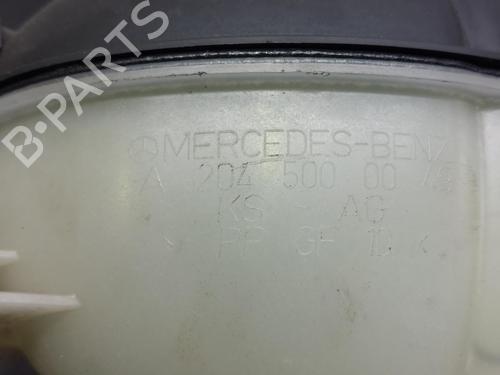 B-PARTS
MERCEDES-BENZ
A 204 500 00
KS - AG
> PP GF 10 <